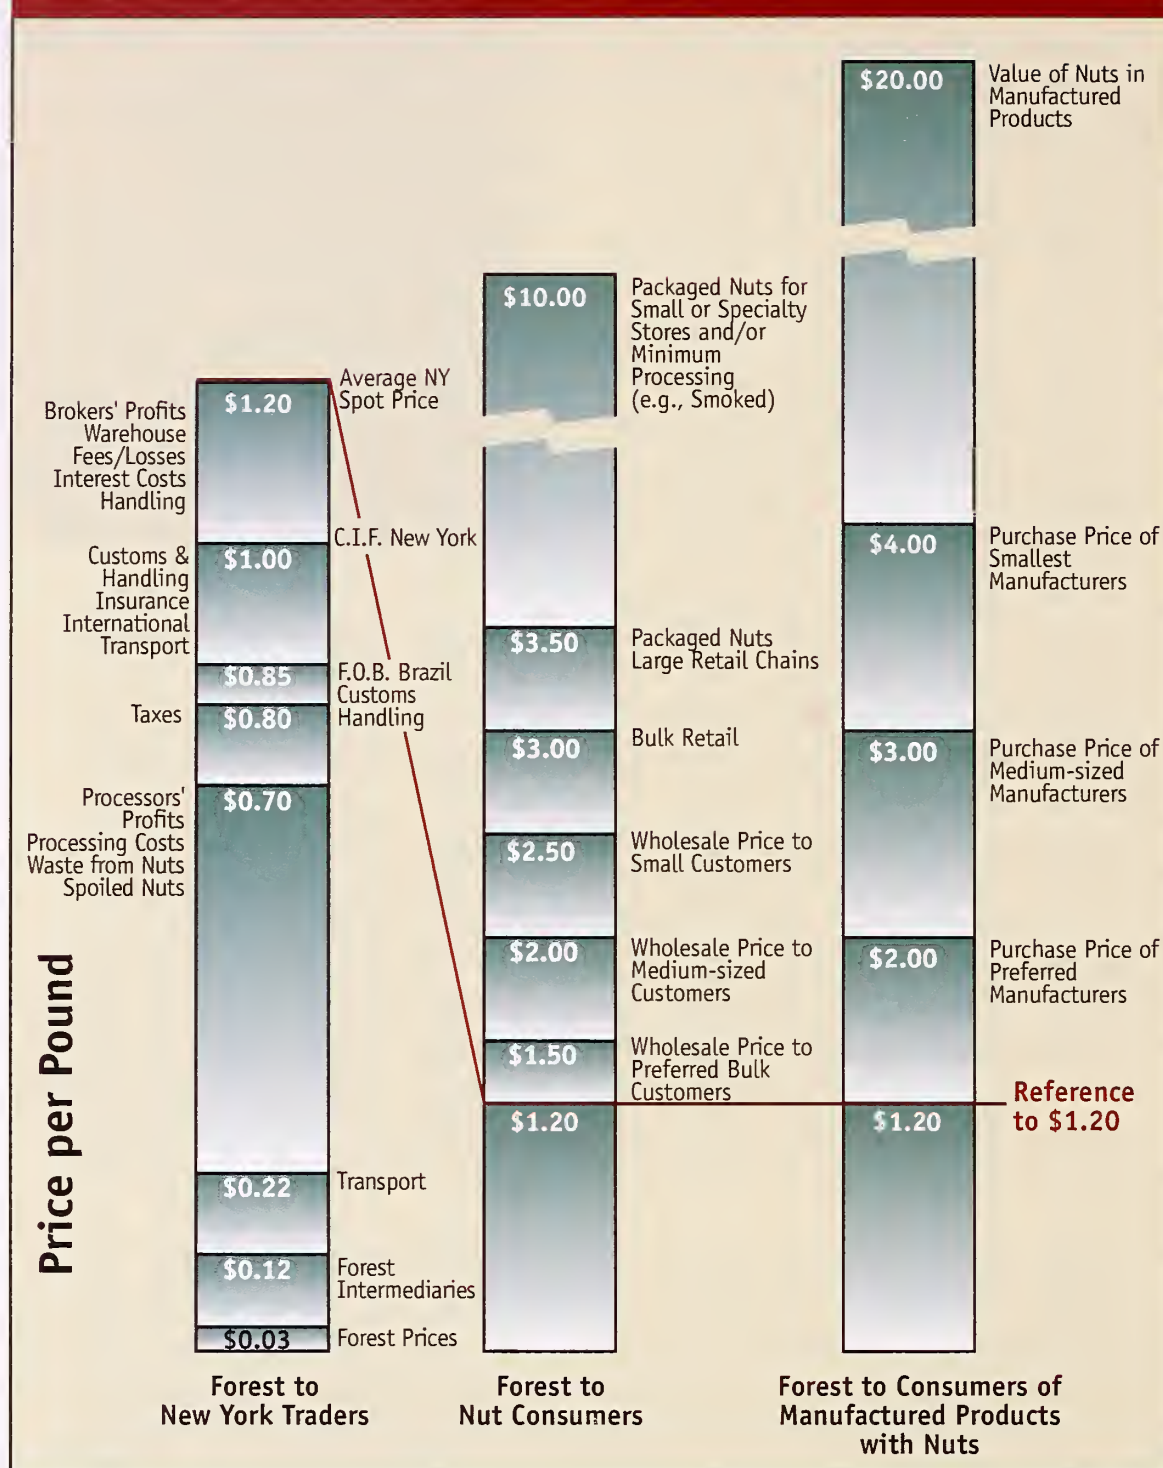 $20.00
Value of Nuts in
Manufactured
Products
$10.00
Packaged Nuts for
Small or Specialty
Stores and/or
Minimum
Processing
(e.g., Smoked)
$1.20
Average NY
Spot Price
Brokers' Profits
Warehouse
Fees/Losses
Interest Costs
Handling
C.I.F. New York
$1.00
Customs &
Handling
Insurance
International
Transport
$0.85
F.O.B. Brazil
Customs
Handling
Taxes
$0.80
Processors'
Profits
Processing Costs
Waste from Nuts
Spoiled Nuts
$0.70
$0.22
Transport
$0.12
Forest
Intermediaries
$0.03
Forest Prices
$3.50
Packaged Nuts
Large Retail Chains
$3.00
Bulk Retail
$2.50
Wholesale Price to
Small Customers
$2.00
Wholesale Price to
Medium-sized
Customers
$1.50
Wholesale Price to
Preferred Bulk
Customers
$1.20
$4.00
Purchase Price of
Smallest
Manufacturers
$3.00
Purchase Price of
Medium-sized
Manufacturers
$2.00
Purchase Price of
Preferred
Manufacturers
$1.20
Reference
to $1.20
Price per Pound
Forest to
New York Traders
Forest to
Nut Consumers
Forest to Consumers of
Manufactured Products
with Nuts